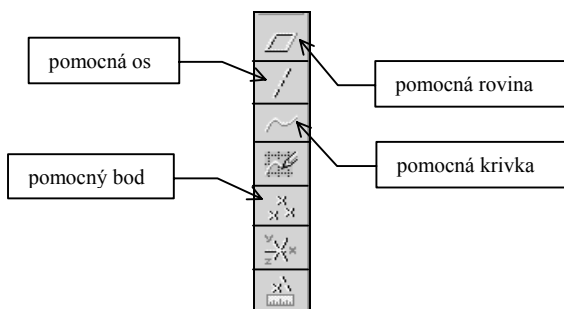 pomocná os
pomocná rovina
pomocná krivka
pomocný bod
y
x
z